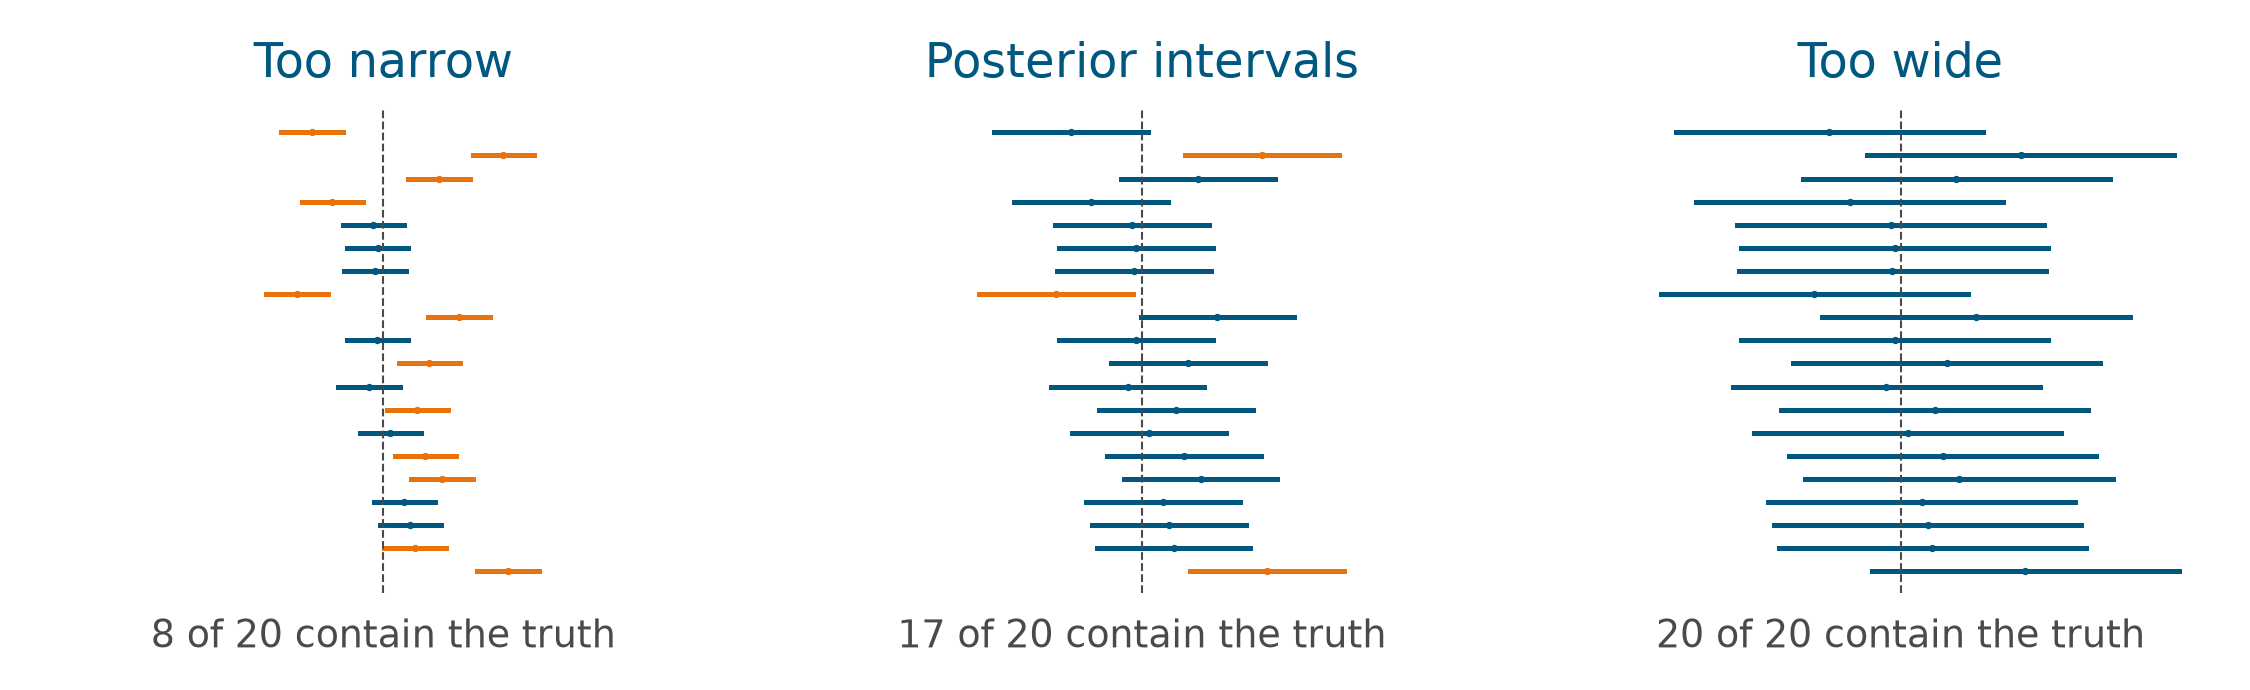 Too narrow
Posterior intervals
Too wide
8 of 20 contain the truth
17 of 20 contain the truth
20 of 20 contain the truth